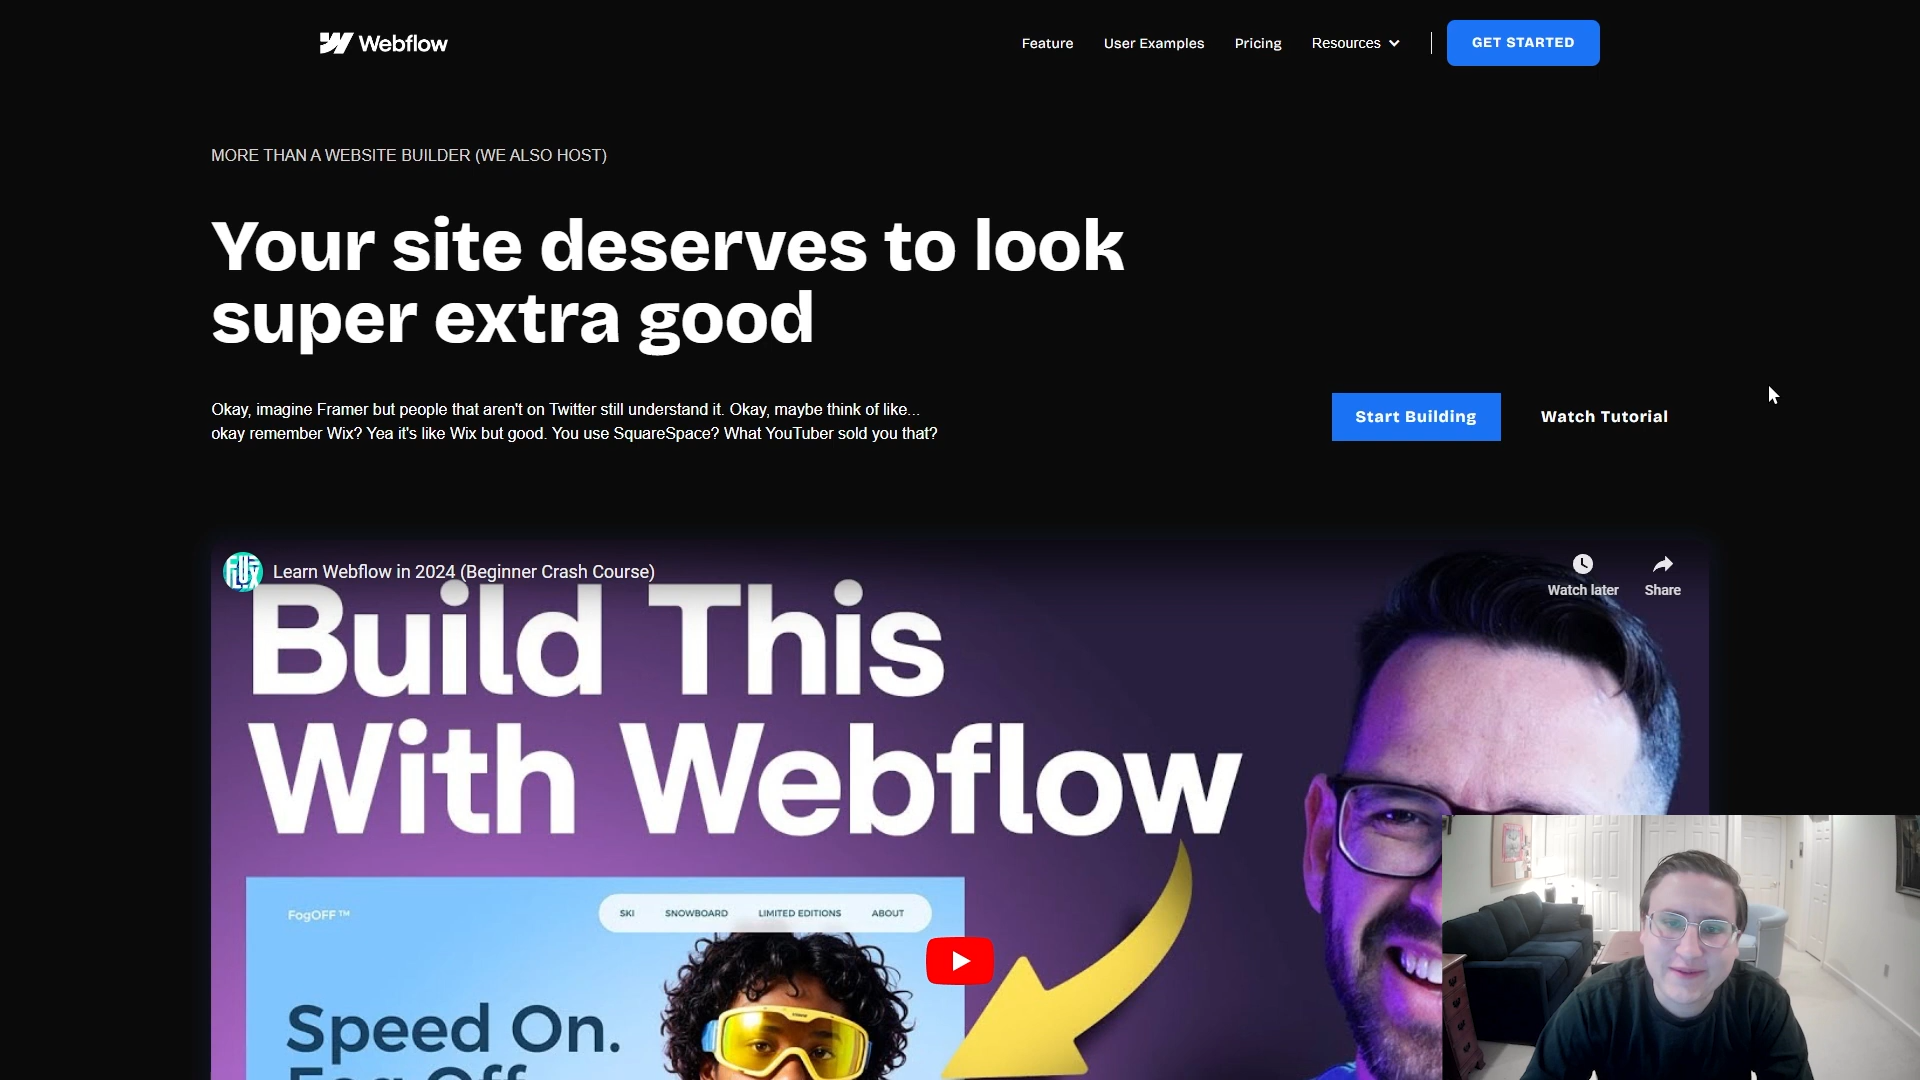 Webflow
Feature
User Examples
Pricing
Resources
GET STARTED
MORE THAN A WEBSITE BUILDER (WE ALSO HOST)
Your site deserves to look
super extra good
Okay, imagine Framer but people that aren't on Twitter still understand it. Okay, maybe think of like...
okay remember Wix? Yea it's like Wix but good. You use SquareSpace? What YouTuber sold you that?
Start Building
Watch Tutorial
Learn Webflow in 2024 (Beginner Crash Course)
Watch later
Share
Build This
With Webflow
FogOFF™
SKI
SNOWBOARD
LIMITED EDITIONS
ABOUT
Speed On.
Fog Off